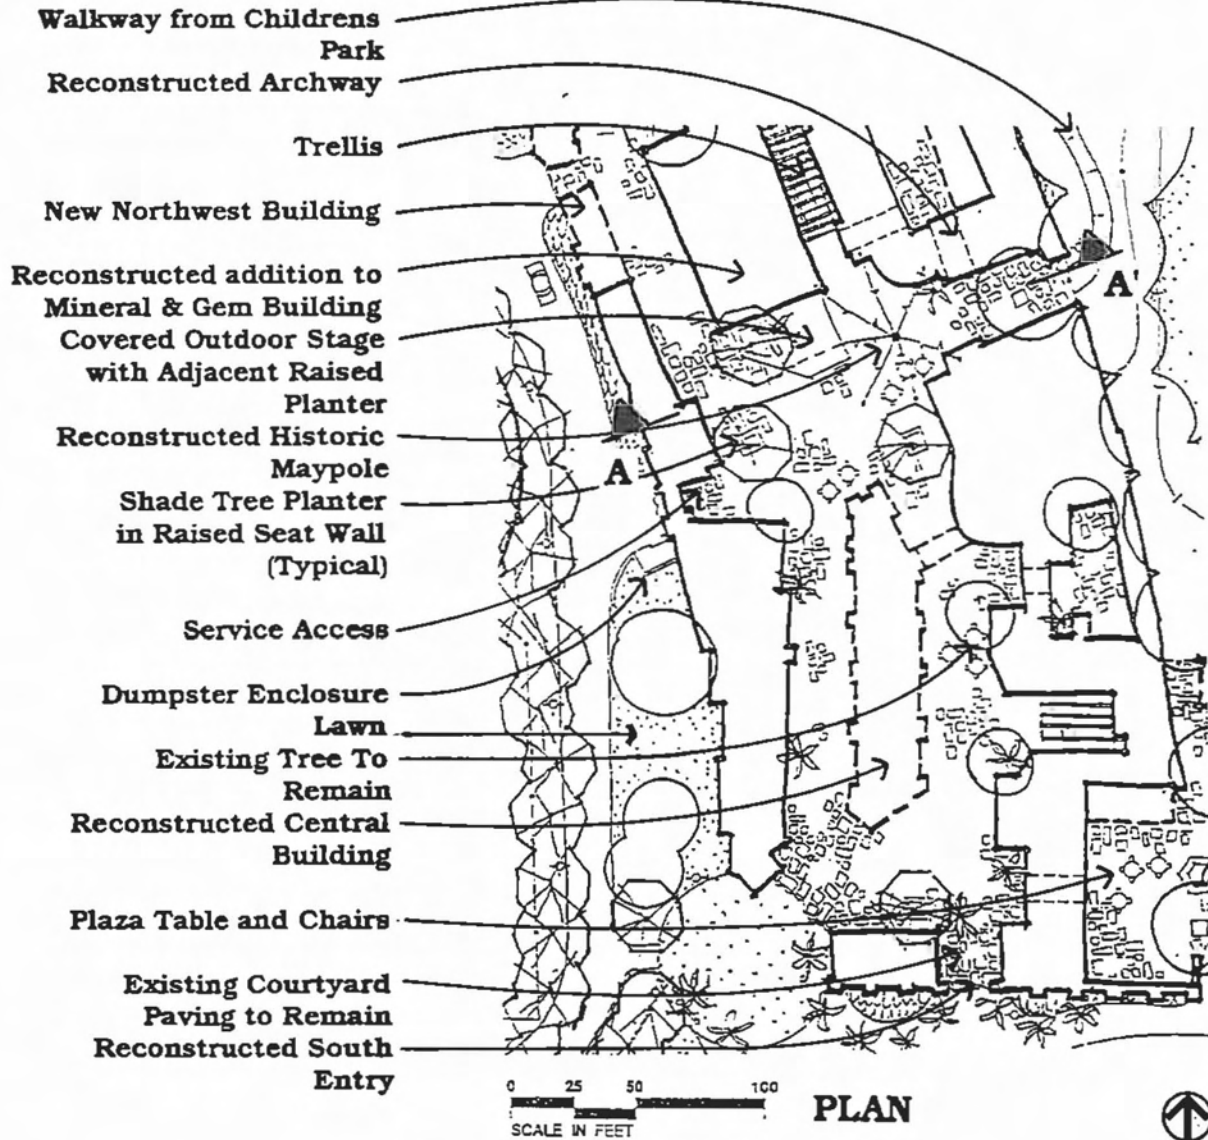 Walkway from Childrens
Park
Reconstructed Archway
Trellis
New Northwest Building
Reconstructed addition to
Mineral & Gem Building
Covered Outdoor Stage
with Adjacent Raised
Planter
Reconstructed Historic
Maypole
Shade Tree Planter
in Raised Seat Wall
(Typical)
Service Access
Dumpster Enclosure
Lawn
Existing Tree To
Remain
Reconstructed Central
Building
Plaza Table and Chairs
Existing Courtyard
Paving to Remain
Reconstructed South
Entry
A'
A
0 25 50 100
SCALE IN FEET
PLAN